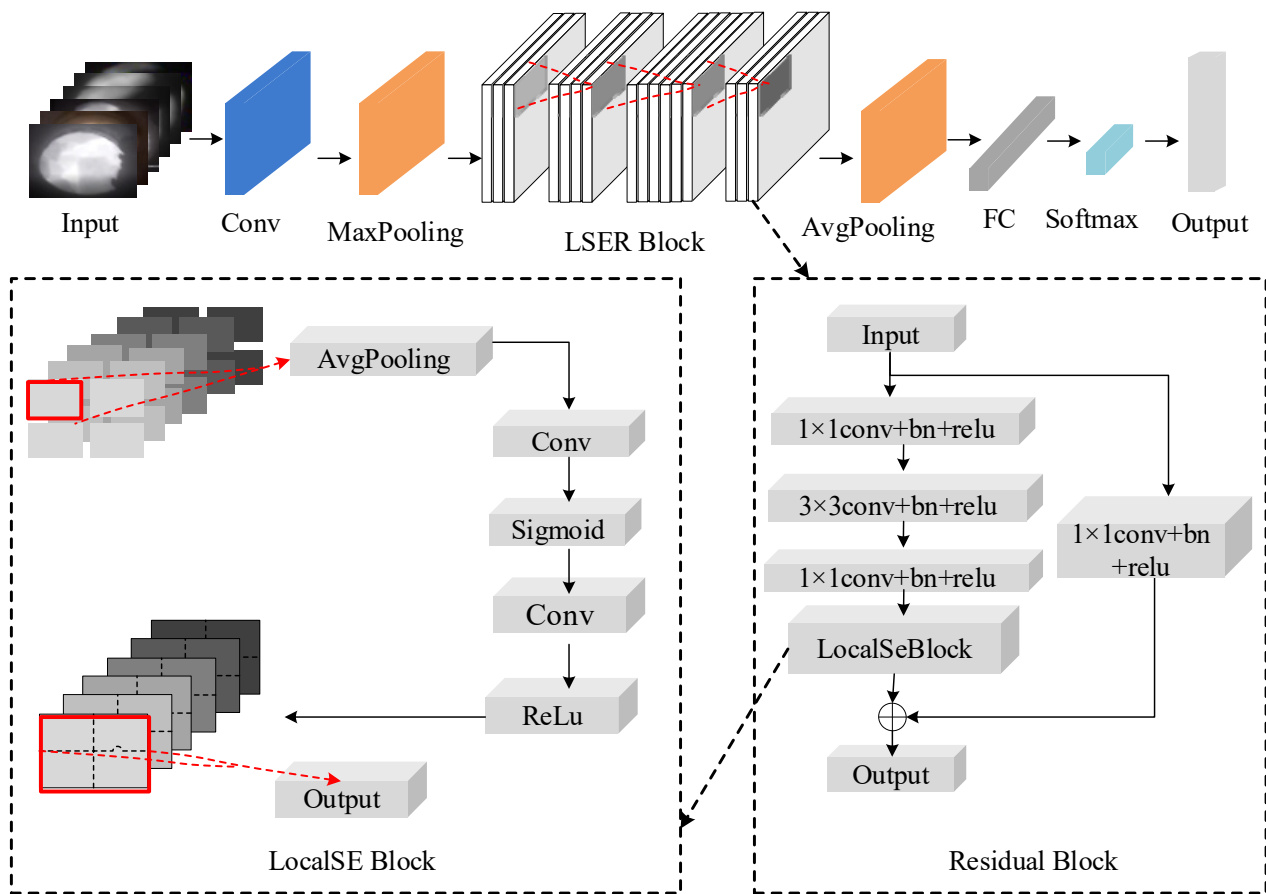 Input
Conv
MaxPooling
LSER Block
AvgPooling
FC
Softmax
Output
AvgPooling
Conv
Sigmoid
Conv
ReLu
Output
LocalSE Block
Input
1×1conv+bn+relu
3×3conv+bn+relu
1×1conv+bn+relu
LocalSeBlock
1×1conv+bn
+relu
Output
Residual Block